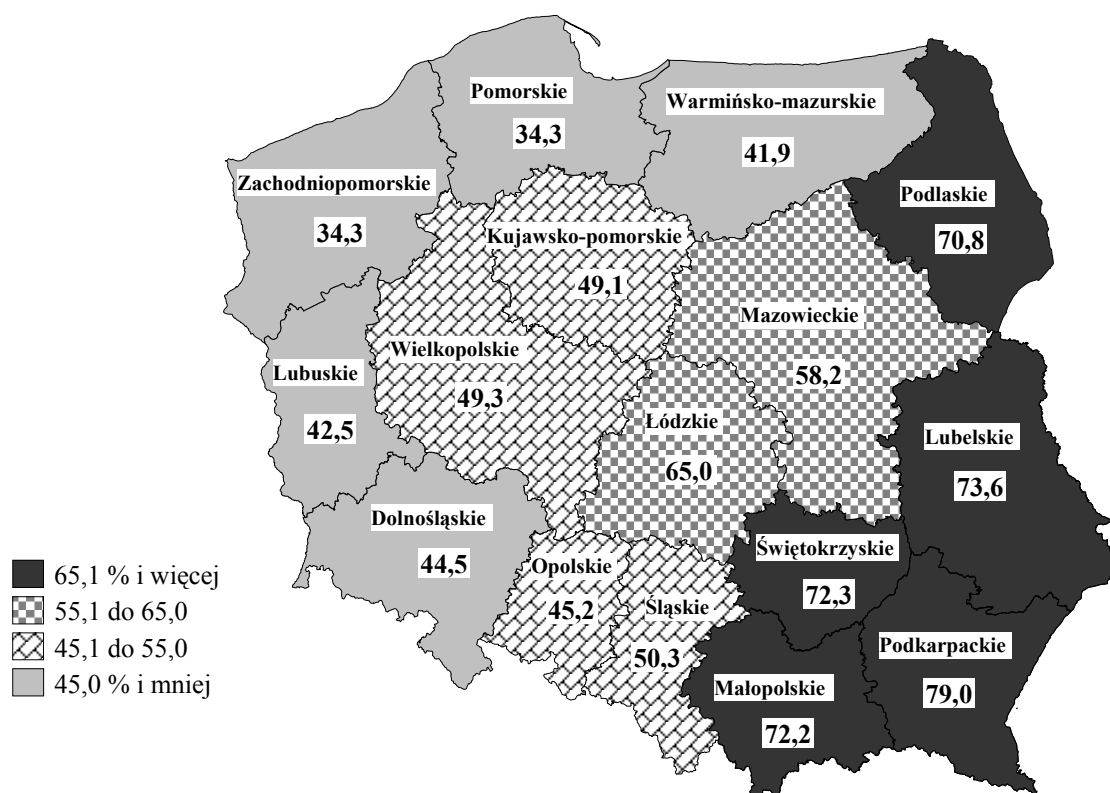 Pomorskie
34,3
Warmińsko-mazurskie
41,9
Zachodniopomorskie
34,3
Podlaskie
70,8
Kujawsko-pomorskie
49,1
Mazowieckie
58,2
Wielkopolskie
49,3
Lubuskie
42,5
Łódzkie
65,0
Lubelskie
73,6
Dolnośląskie
44,5
Opolskie
45,2
Śląskie
50,3
Świętokrzyskie
72,3
Podkarpackie
79,0
Małopolskie
72,2
65,1 % i więcej
55,1 do 65,0
45,1 do 55,0
45,0 % i mniej